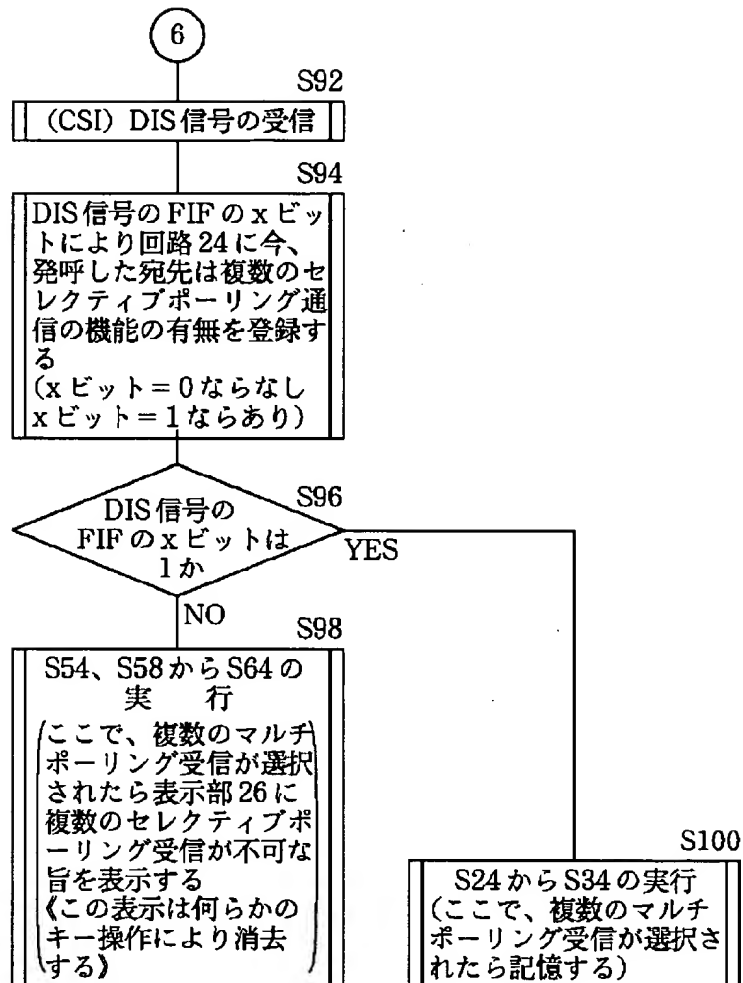 6
S92
(CSI) DIS信号の受信
S94
DIS信号のFIFのxビッ
トにより回路24に今、
発呼した宛先は複数のセ
レクティブポーリング通
信の機能の有無を登録す
る
(xビット=0ならなし
xビット=1ならあり)
S96
DIS信号の
FIFのxビットは
1か
YES
NO
S98
S54、S58からS64の
実 行
(ここで、複数のマルチ
ポーリング受信が選択
されたら表示部26に
複数のセレクティブポ
ーリング受信が不可な
旨を表示する
《この表示は何らかの
キー操作により消去
する》)
S100
S24からS34の実行
(ここで、複数のマルチ
ポーリング受信が選択さ
れたら記憶する)